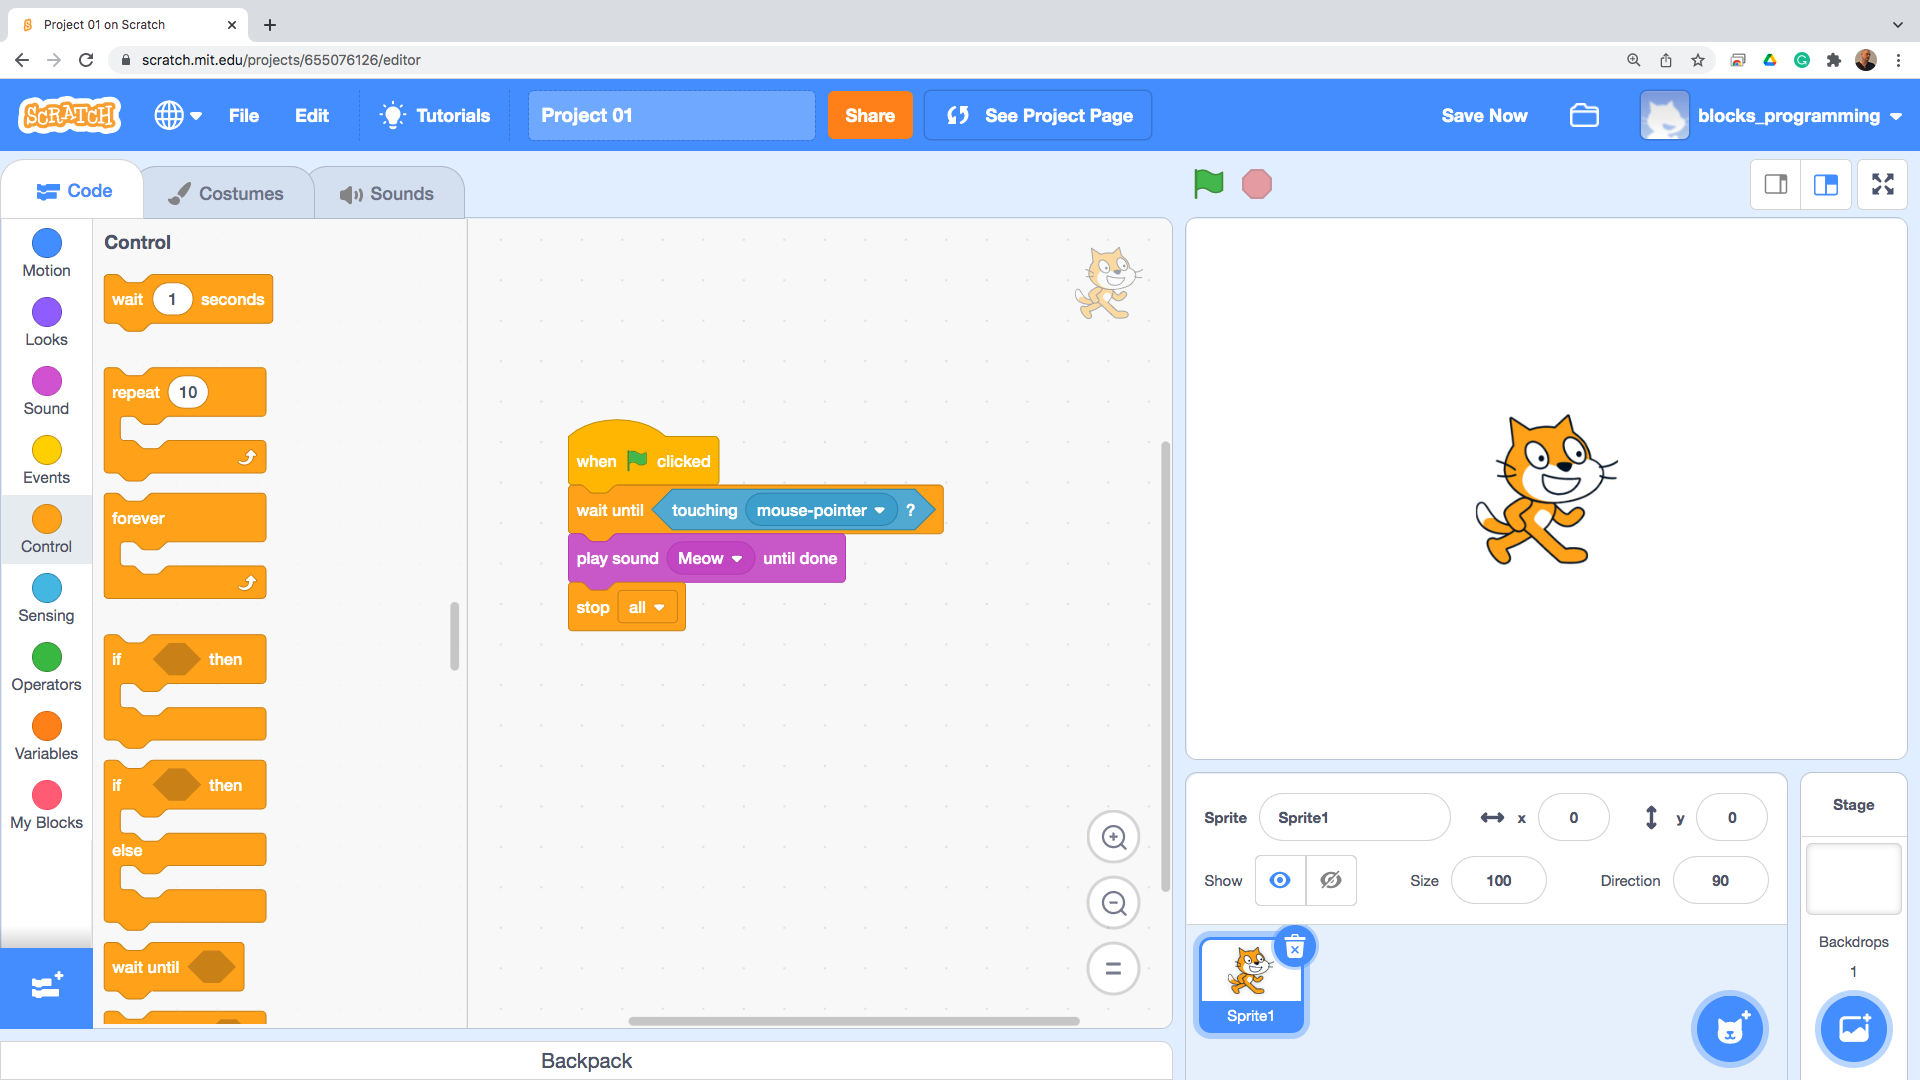 Project 01 on Scratch
scratch.mit.edu/projects/655076126/editor
SCRATCH
File
Edit
Tutorials
Project 01
Share
See Project Page
Save Now
blocks_programming
Code
Costumes
Sounds
Motion
Looks
Sound
Events
Control
Sensing
Operators
Variables
My Blocks
Control
wait 1 seconds
repeat 10
forever
if then
if then
else
wait until
when clicked
wait until touching mouse-pointer ?
play sound Meow until done
stop all
Sprite Sprite1 x 0 y 0
Show Size 100 Direction 90
Sprite1
Stage
Backdrops
1
Backpack